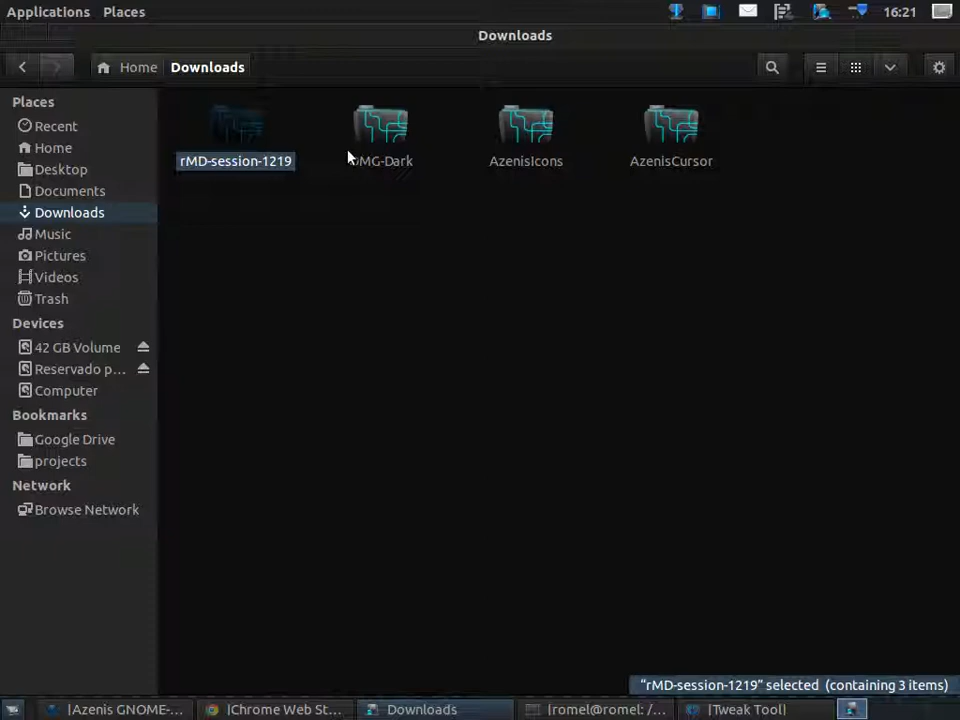 Applications Places 16:21
Downloads
Home Downloads
Places
Recent
Home
Desktop
Documents
Downloads
Music
Pictures
Videos
Trash
Devices
42 GB Volume
Reservado p...
Computer
Bookmarks
Google Drive
projects
Network
Browse Network
rMD-session-1219 MG-Dark AzenisIcons AzenisCursor
"rMD-session-1219" selected (containing 3 items)
[Azenis GNOME-... [Chrome Web St... Downloads [romel@romel: /... [Tweak Tool]